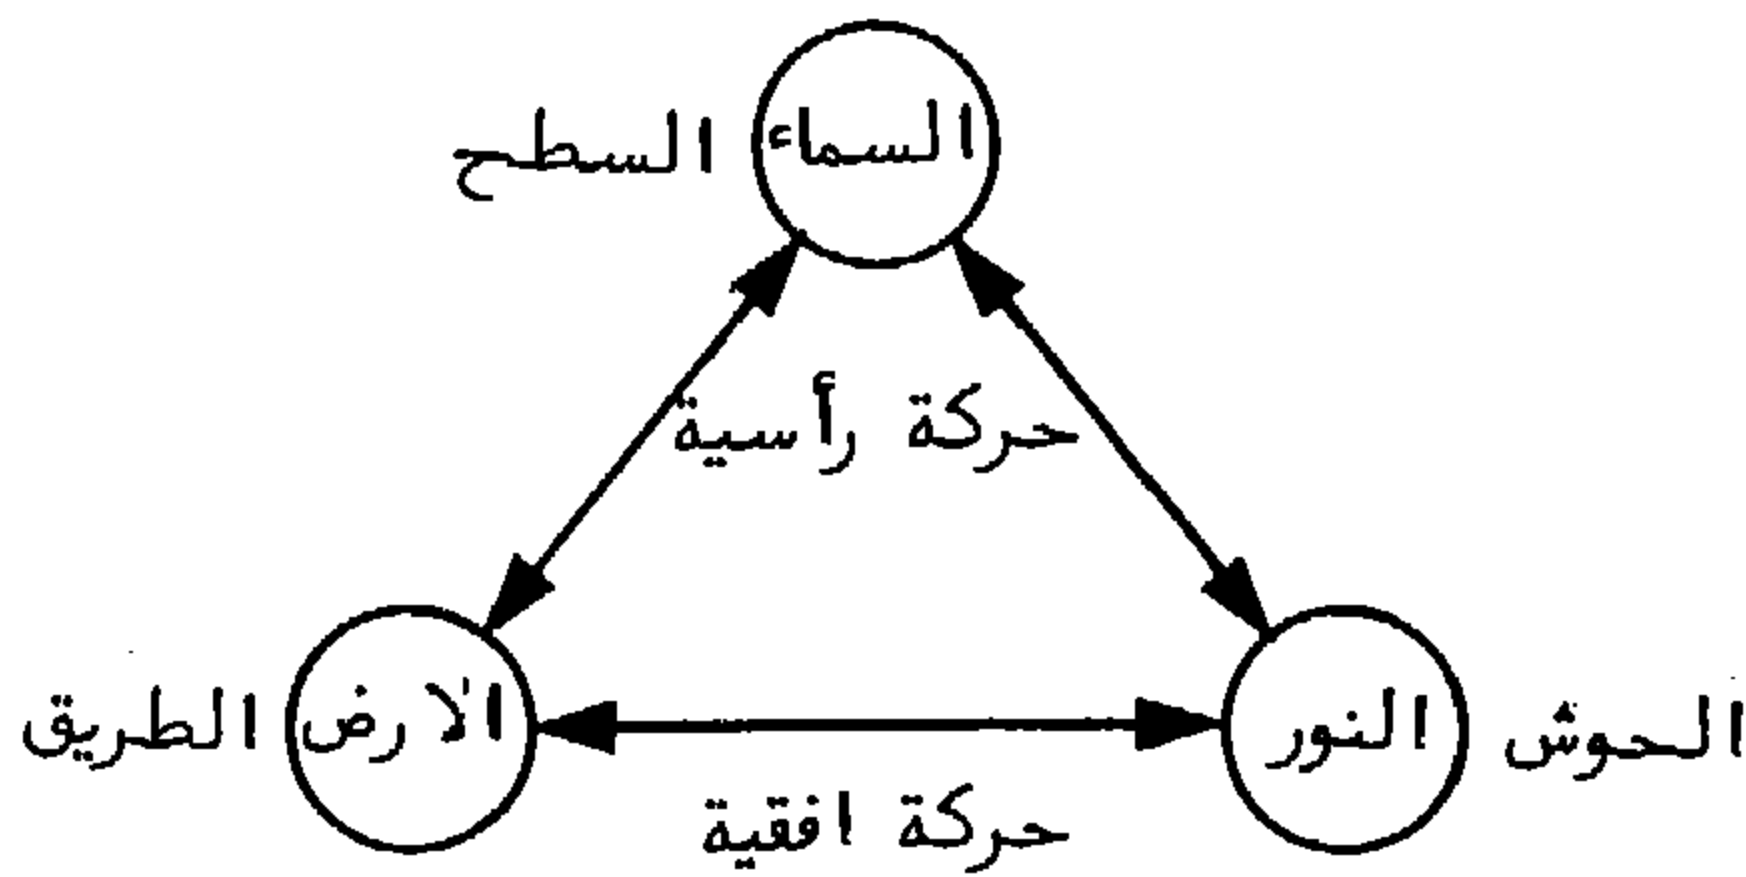 السماء
السطح
حركة رأسية
الحوش
النور
الارض
الطريق
حركة افقية